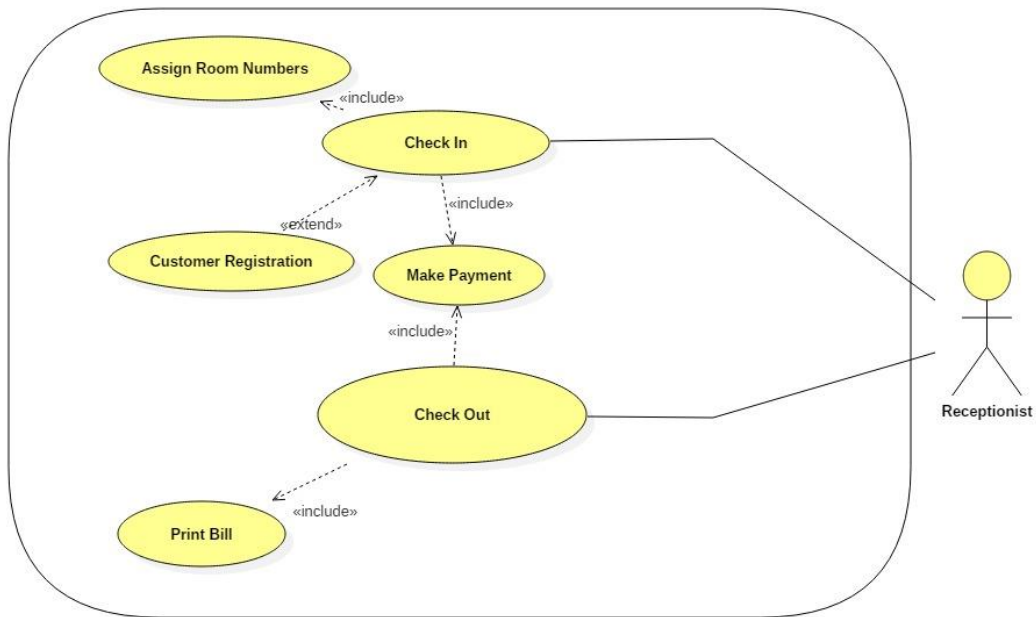 Assign Room Numbers
«include»
Check In
«include»
«extend»
Customer Registration
Make Payment
«include»
Check Out
Receptionist
«include»
Print Bill